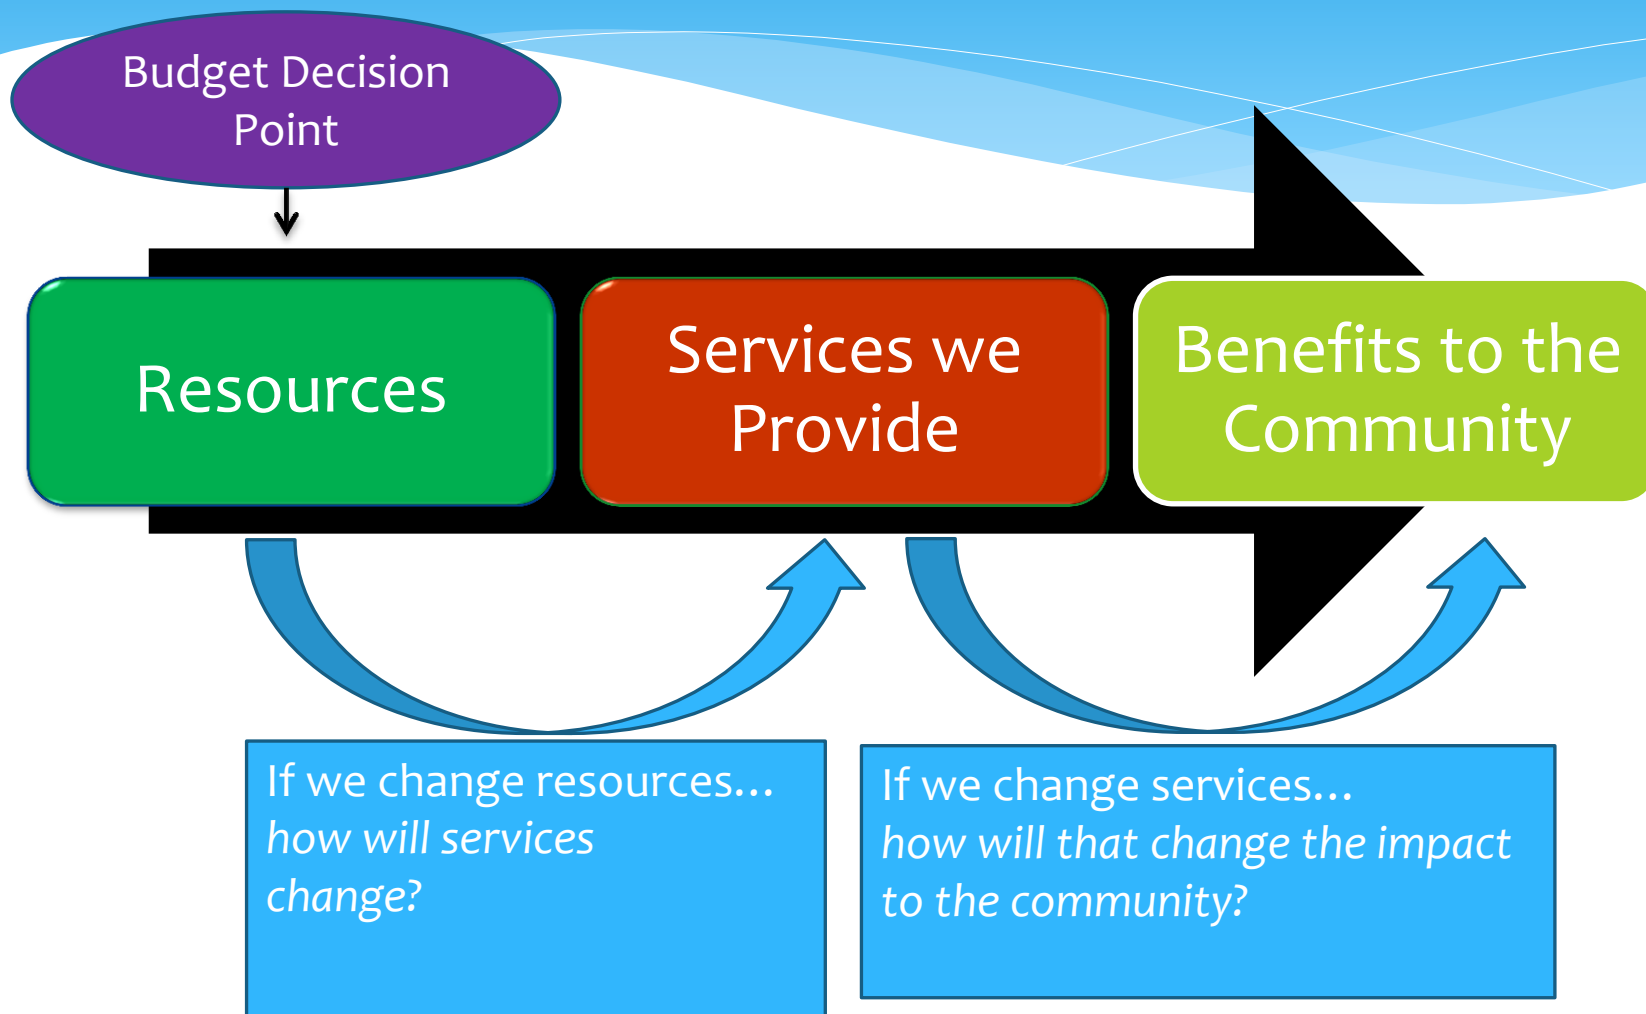 Budget Decision
Point
Resources
Services we
Provide
Benefits to the
Community
If we change resources…
how will services
change?
If we change services…
how will that change the impact
to the community?